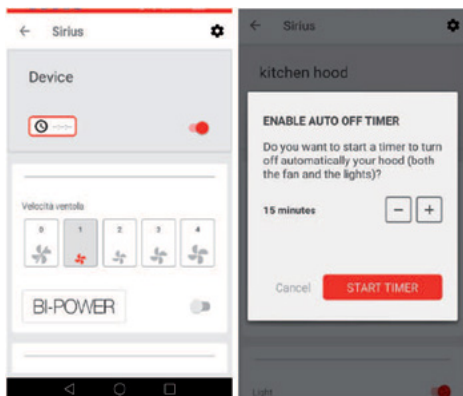 Sirius
Device
Velocità ventola
0 1 2 3 4
BI-POWER
Sirius
kitchen hood
ENABLE AUTO OFF TIMER
Do you want to start a timer to turn
off automatically your hood (both
the fan and the lights)?
15 minutes
Cancel
START TIMER
Light